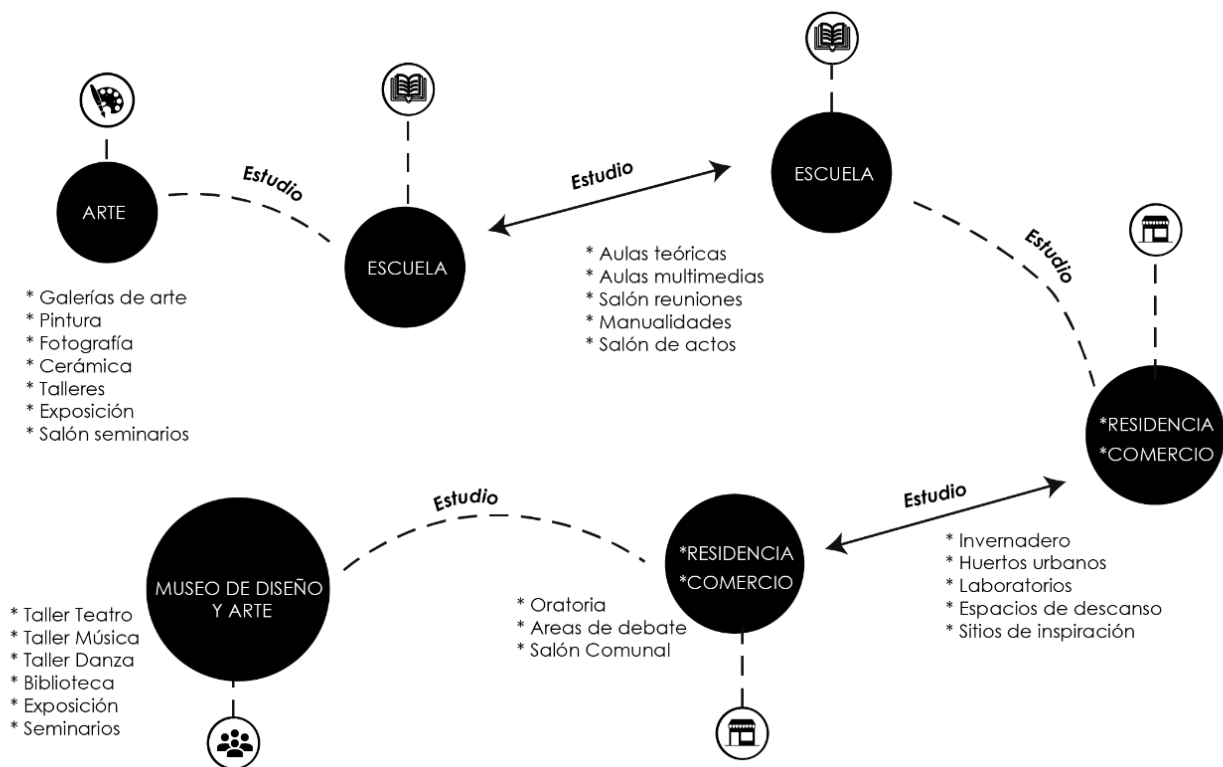 ARTE
* Galerías de arte
* Pintura
* Fotografía
* Cerámica
* Talleres
* Exposición
* Salón seminarios
Estudio
ESCUELA
Estudio
* Aulas teóricas
* Aulas multimedias
* Salón reuniones
* Manualidades
* Salón de actos
ESCUELA
Estudio
*RESIDENCIA
*COMERCIO
Estudio
* Invernadero
* Huertos urbanos
* Laboratorios
* Espacios de descanso
* Sitios de inspiración
*RESIDENCIA
*COMERCIO
* Oratoria
* Areas de debate
* Salón Comunal
Estudio
MUSEO DE DISEÑO
Y ARTE
* Taller Teatro
* Taller Música
* Taller Danza
* Biblioteca
* Exposición
* Seminarios